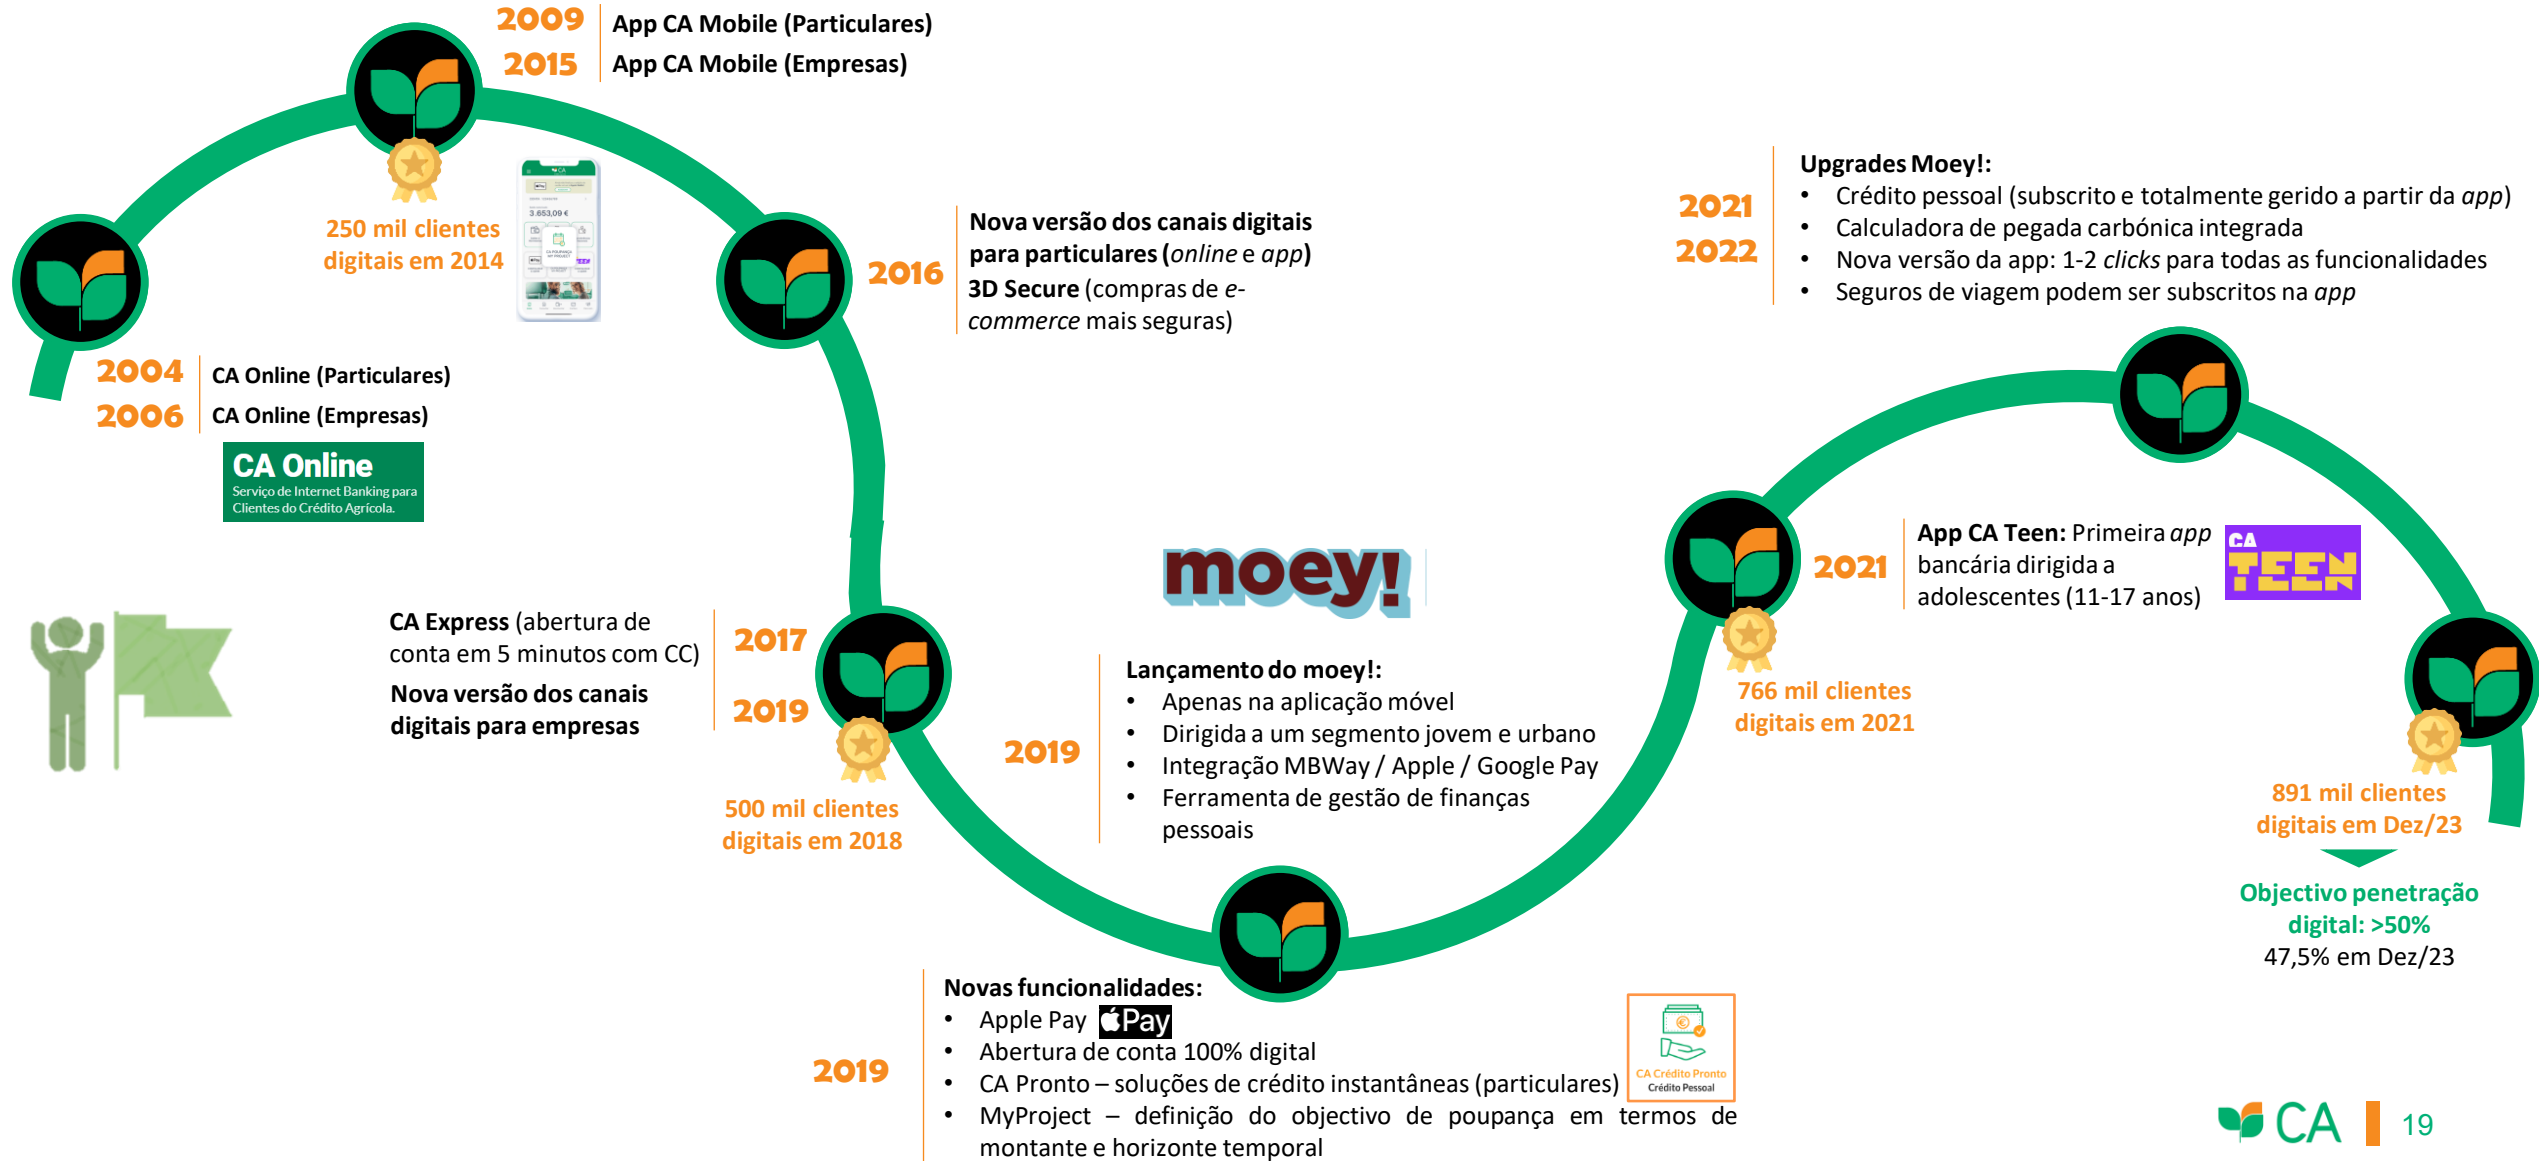 2009
App CA Mobile (Particulares)
2015
App CA Mobile (Empresas)
250 mil clientes
digitais em 2014
CA
3.653,09 €
2004
CA Online (Particulares)
2006
CA Online (Empresas)
CA Online
Serviço de Internet Banking para
Clientes do Crédito Agrícola.
2016
Nova versão dos canais digitais
para particulares (online e app)
3D Secure (compras de e-
commerce mais seguras)
CA Express (abertura de
conta em 5 minutos com CC)
2017
Nova versão dos canais
digitais para empresas
2019
500 mil clientes
digitais em 2018
moey!
2019
Lançamento do moey!:
• Apenas na aplicação móvel
• Dirigida a um segmento jovem e urbano
• Integração MBWay / Apple / Google Pay
• Ferramenta de gestão de finanças
pessoais
2019
Novas funcionalidades:
• Apple Pay Pay
• Abertura de conta 100% digital
• CA Pronto – soluções de crédito instantâneas (particulares)
• MyProject – definição do objectivo de poupança em termos de
montante e horizonte temporal
CA Crédito Pronto
Crédito Pessoal
2021
App CA Teen: Primeira app
bancária dirigida a
adolescentes (11-17 anos)
CA
TEEN
766 mil clientes
digitais em 2021
2021
2022
Upgrades Moey!:
• Crédito pessoal (subscrito e totalmente gerido a partir da app)
• Calculadora de pegada carbónica integrada
• Nova versão da app: 1-2 clicks para todas as funcionalidades
• Seguros de viagem podem ser subscritos na app
891 mil clientes
digitais em Dez/23
Objectivo penetração
digital: >50%
47,5% em Dez/23
CA
19